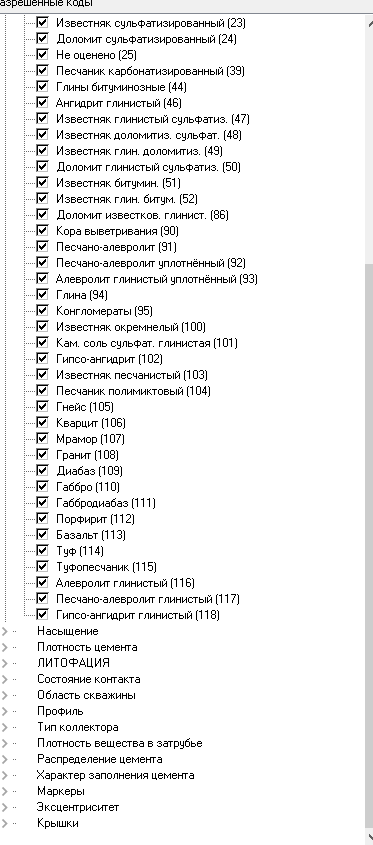 азрешенные коды
Известняк сульфатизированный (23)
Доломит сульфатизированный (24)
Не оценено (25)
Песчаник карбонатизированный (39)
Глины битуминозные (44)
Ангидрит глинистый (46)
Известняк глинистый сульфатиз. (47)
Известняк доломитиз. сульфат. (48)
Известняк глин. доломитиз. (49)
Доломит глинистый сульфатиз. (50)
Известняк битумин. (51)
Известняк глин. битум. (52)
Доломит известков. глинист. (86)
Кора выветривания (90)
Песчано-алевролит (91)
Песчано-алевролит уплотнённый (92)
Алевролит глинистый уплотнённый (93)
Глина (94)
Конгломераты (95)
Известняк окремнелый (100)
Кам. соль сульфат. глинистая (101)
Гипсо-ангидрит (102)
Известняк песчанистый (103)
Песчаник полимиктовый (104)
Гнейс (105)
Кварцит (106)
Мрамор (107)
Гранит (108)
Диабаз (109)
Габбро (110)
Габбродиабаз (111)
Порфирит (112)
Базальт (113)
Туф (114)
Туфопесчаник (115)
Алевролит глинистый (116)
Песчано-алевролит глинистый (117)
Гипсо-ангидрит глинистый (118)
Насыщение
Плотность цемента
ЛИТОФАЦИЯ
Состояние контакта
Область скважины
Профиль
Тип коллектора
Плотность вещества в затрубье
Распределение цемента
Характер заполнения цемента
Маркеры
Эксцентриситет
Крышки